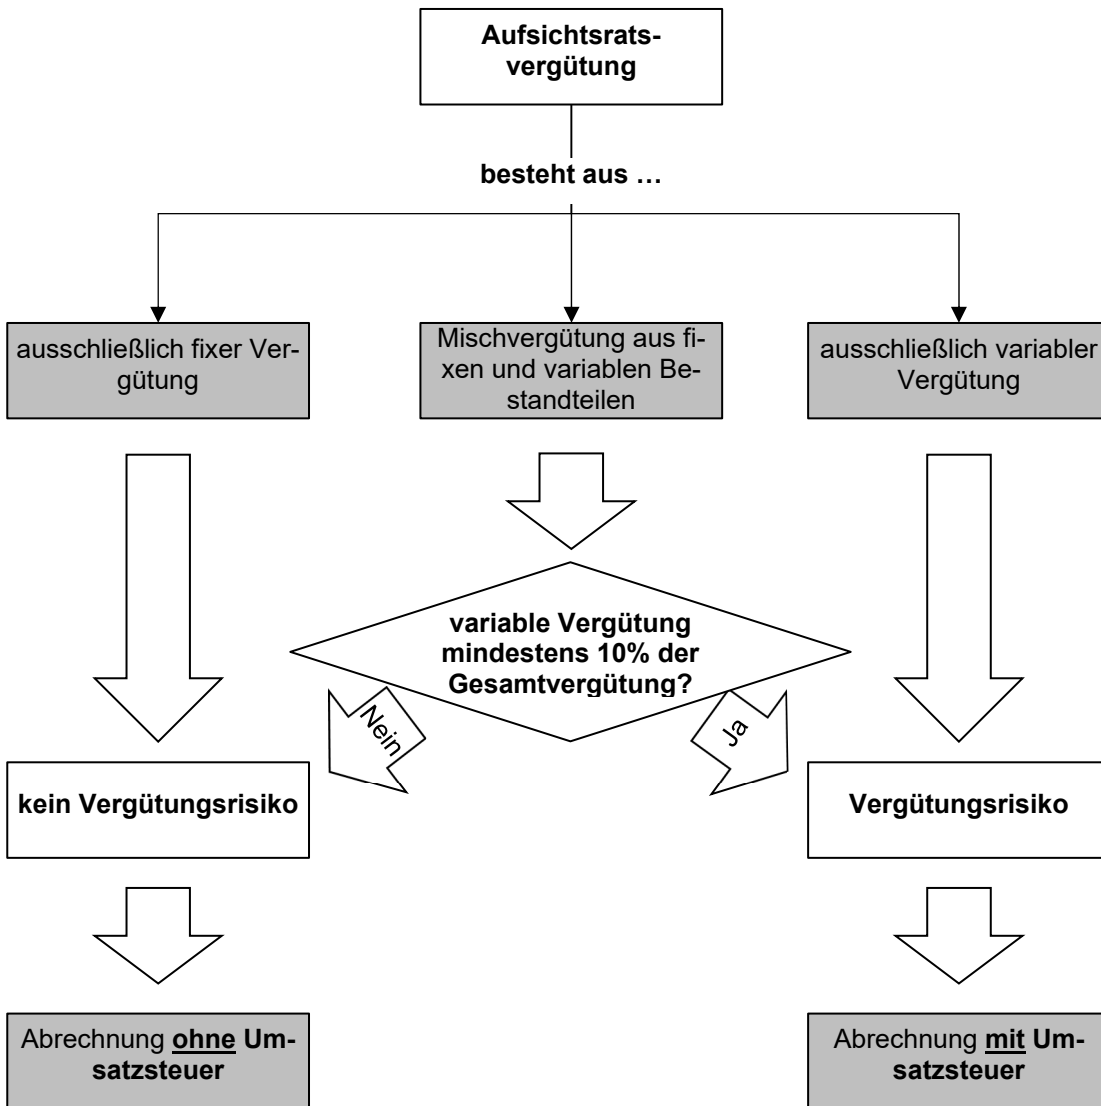 Aufsichtsrats-
vergütung
besteht aus …
ausschließlich fixer Ver-
gütung
Mischvergütung aus fi-
xen und variablen Be-
standteilen
ausschließlich variabler
Vergütung
variable Vergütung
mindestens 10% der
Gesamtvergütung?
Nein
Ja
kein Vergütungsrisiko
Vergütungsrisiko
Abrechnung ohne Um-
satzsteuer
Abrechnung mit Um-
satzsteuer